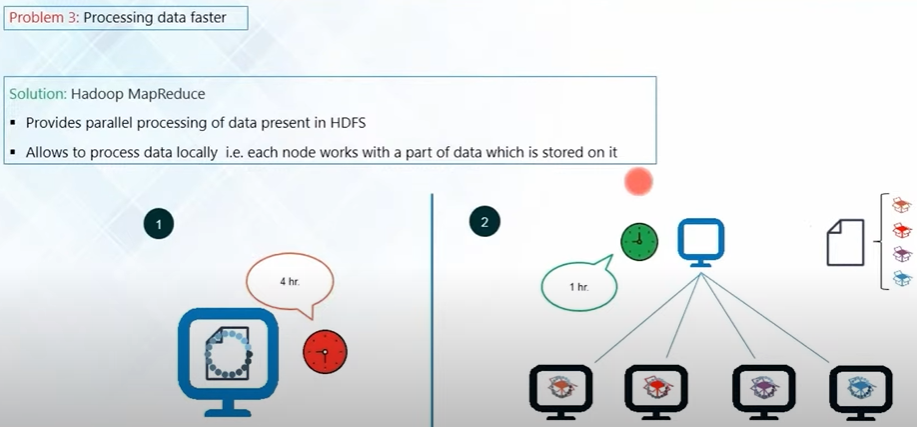 Problem 3: Processing data faster
Solution: Hadoop MapReduce
▪ Provides parallel processing of data present in HDFS
▪ Allows to process data locally i.e. each node works with a part of data which is stored on it
1
2
4 hr.
1 hr.